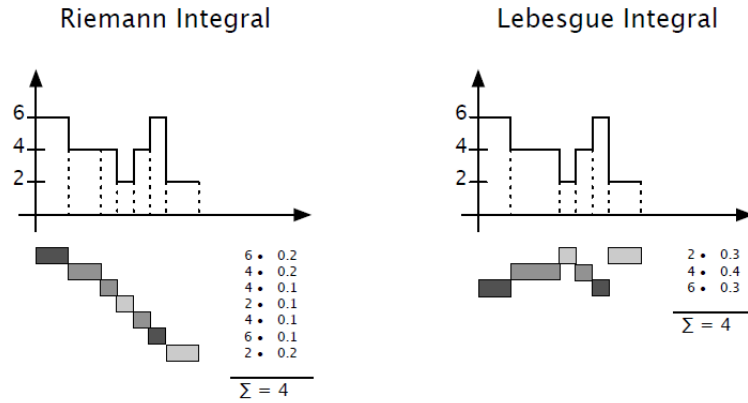 Riemann Integral
6
4
2
6 • 0.2
4 • 0.2
4 • 0.1
2 • 0.1
4 • 0.1
6 • 0.1
2 • 0.2
∑ = 4
Lebesgue Integral
6
4
2
2 • 0.3
4 • 0.4
6 • 0.3
∑ = 4